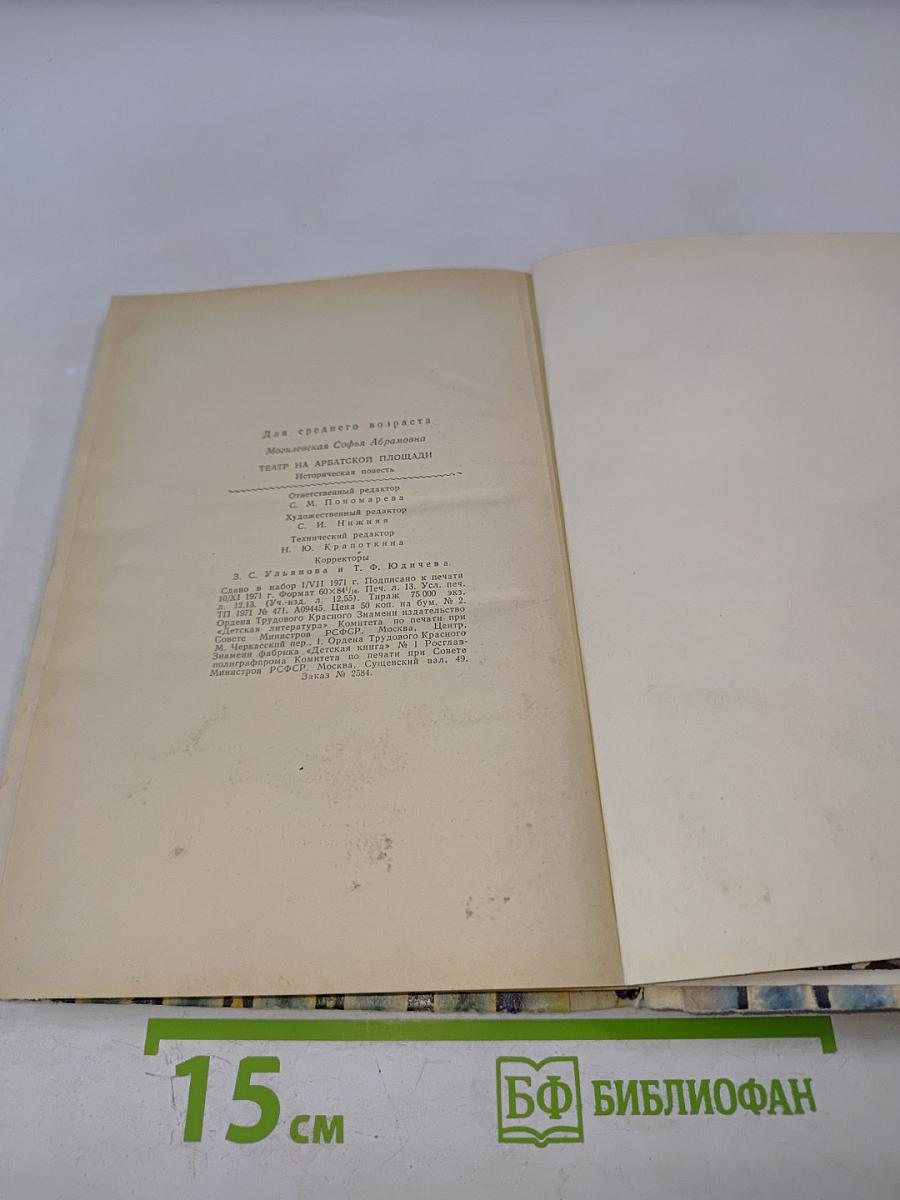 Для среднего возраста
Могилевская Софья Абрамовна
ТЕАТР НА АРБАТСКОЙ ПЛОЩАДИ
Историческая повесть
Ответственный редактор
С. М. Пономарева
Художественный редактор
С. И. Нижняя
Технический редактор
Н. Ю. Крапоткина
Корректоры
З. С. Ульянова и Т. Ф. Юдичева.
Сдано в набор 1/VII 1971 г. Подписано к печати
10/XI 1971 г. Формат 60×84¹/₁₆. Печ. л. 13. Усл. печ.
л. 12,13. (Уч.-изд. л. 12,55). Тираж 75 000 экз.
ТП 1971 № 471. А09445. Цена 50 коп. на бум. № 2.
Ордена Трудового Красного Знамени издательство
«Детская литература» Комитета по печати при
Совете Министров РСФСР. Москва, Центр,
М. Черкасский пер., 1. Ордена Трудового Красного
Знамени фабрика «Детская книга» № 1 Росглав-
полиграфпрома Комитета по печати при Совете
Министров РСФСР. Москва, Сущевский вал, 49.
Заказ № 2584.
15 см
БФ БИБЛИОФАН